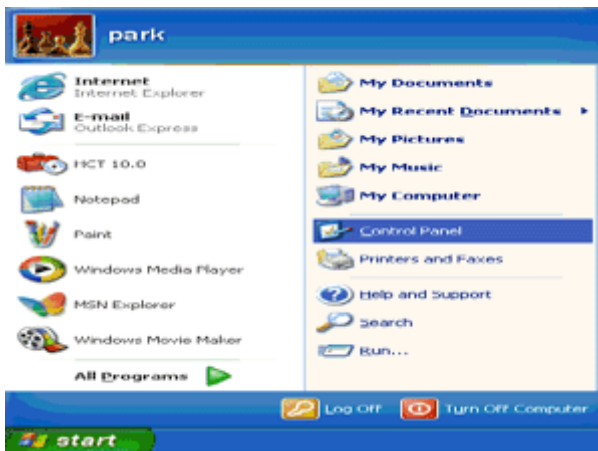 park
Internet
Internet Explorer
E-mail
Outlook Express
HCT 10.0
Notepad
Paint
Windows Media Player
MSN Explorer
Windows Movie Maker
All Programs
My Documents
My Recent Documents
My Pictures
My Music
My Computer
Control Panel
Printers and Faxes
Help and Support
Search
Run...
Log Off
Turn Off Computer
start